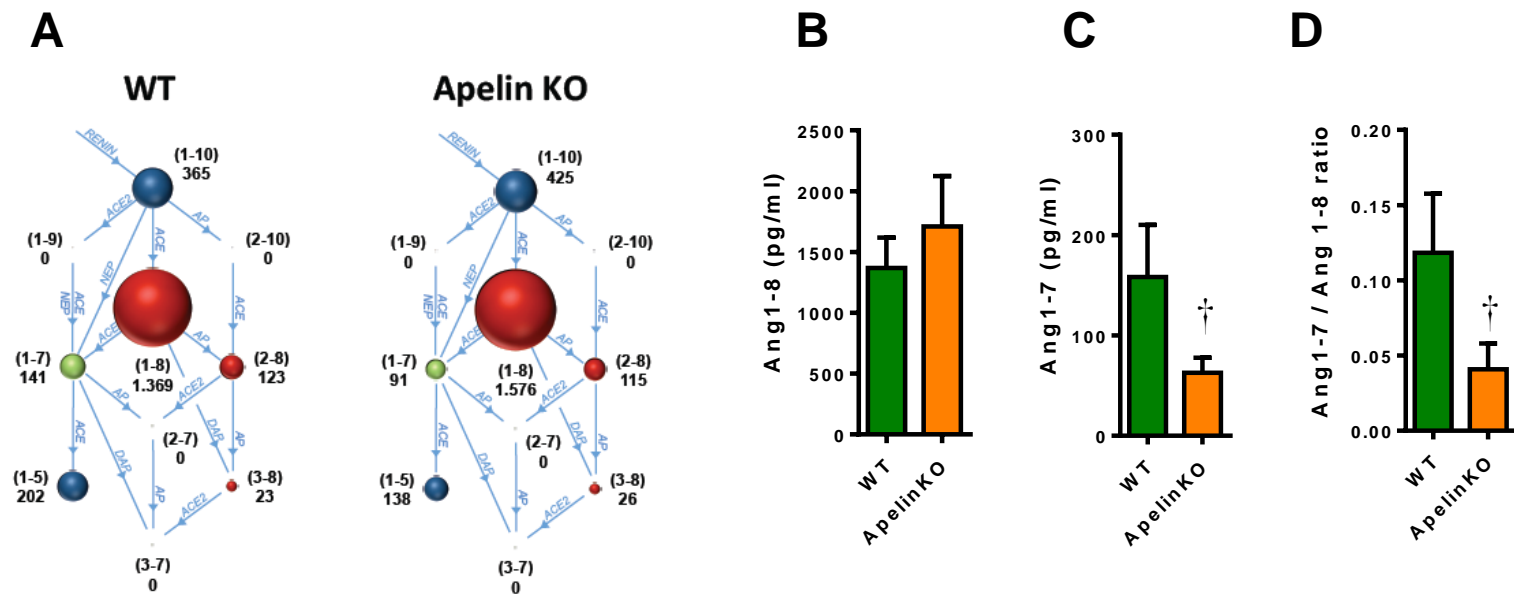 A
WT
RENIN
(1-10)
365
ACE2
AP
ACE
NEP
(1-9)
0
(2-10)
0
ACE
NEP
ACE
ACE
AP
(1-7)
141
(1-8)
1.369
(2-8)
123
AP
ACE2
ACE
DAP
DAP
AP
(2-7)
0
(1-5)
202
AP
ACE2
(3-8)
23
(3-7)
0
Apelin KO
RENIN
(1-10)
425
ACE2
AP
ACE
NEP
(1-9)
0
(2-10)
0
ACE
NEP
ACE
ACE
AP
(1-7)
91
(1-8)
1.576
(2-8)
115
AP
ACE2
ACE
DAP
DAP
AP
(2-7)
0
(1-5)
138
AP
ACE2
(3-8)
26
(3-7)
0
B
Ang1-8 (pg/ml)
2500
2000
1500
1000
500
0
WT
ApelinKO
C
Ang1-7 (pg/ml)
300
200
100
0
†
WT
ApelinKO
D
Ang1-7 / Ang 1-8 ratio
0.20
0.15
0.10
0.05
0.00
†
WT
ApelinKO